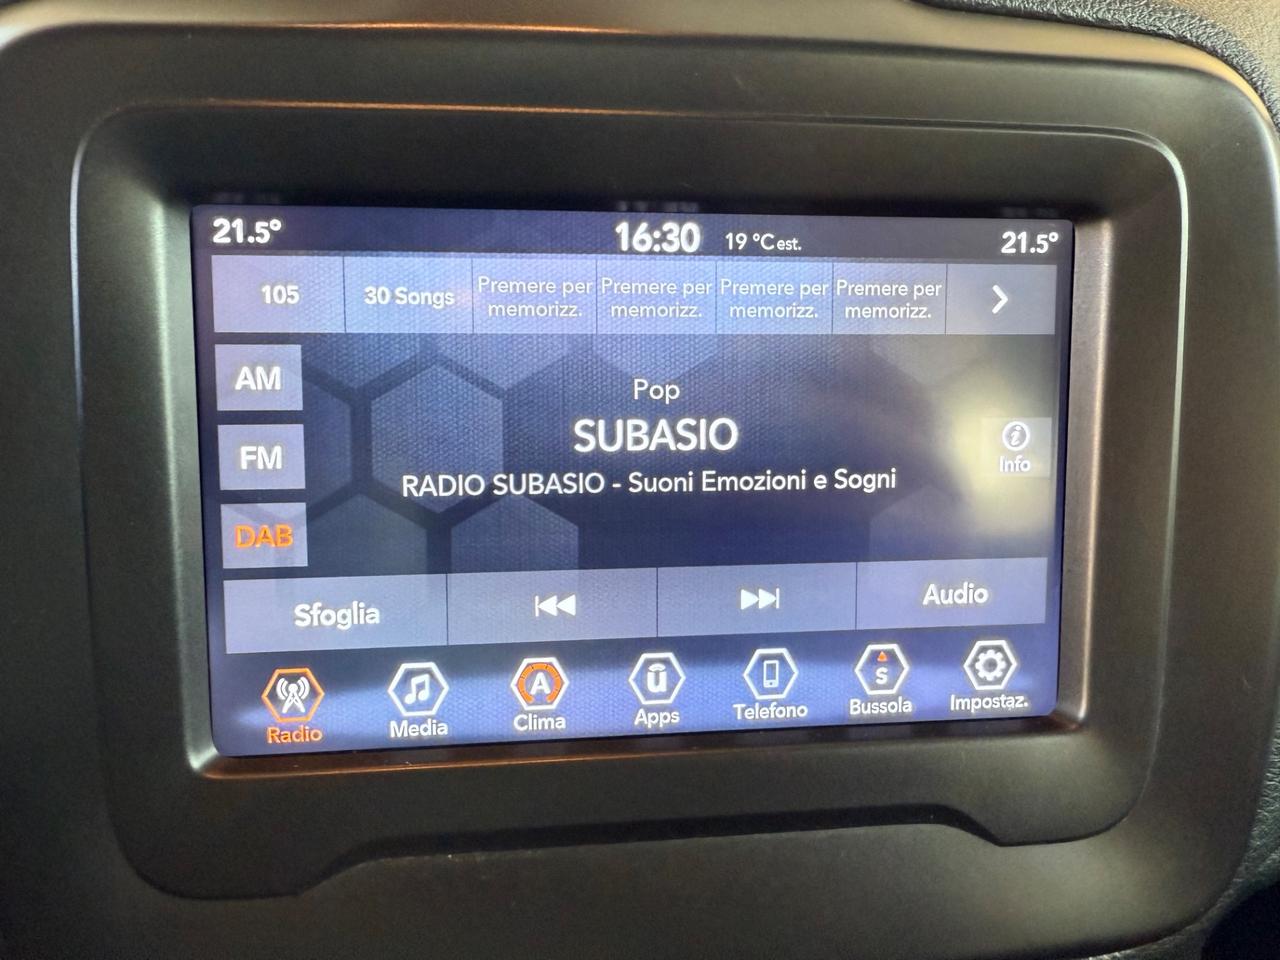 21.5°
16:30
19 °C est.
21.5°
105
30 Songs
Premere per
memorizz.
Premere per
memorizz.
Premere per
memorizz.
Premere per
memorizz.
AM
FM
DAB
Pop
SUBASIO
RADIO SUBASIO - Suoni Emozioni e Sogni
i
Info
Sfoglia
Audio
Radio
Media
A
Clima
u
Apps
Telefono
S
Bussola
Impostaz.